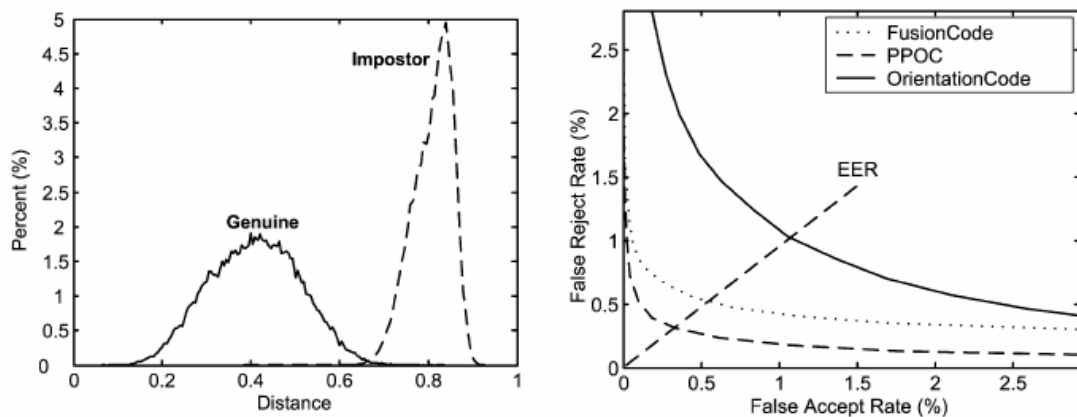 5
4.5
4
3.5
3
2.5
2
1.5
1
0.5
0
Percent (%)
Impostor
Genuine
0 0.2 0.4 0.6 0.8 1
Distance
2.5
2
1.5
1
0.5
0
False Reject Rate (%)
FusionCode
PPOC
OrientationCode
EER
0 0.5 1 1.5 2 2.5
False Accept Rate (%)